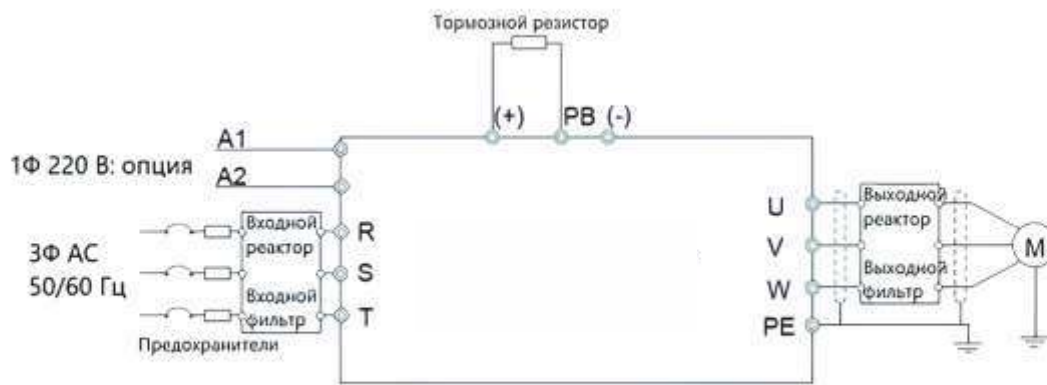 Тормозной резистор
(+) PB (-)
A1
1Ф 220 В: опция
A2
U
Выходной
реактор
V
Выходной
фильтр
W
PE
M
3Ф AC
50/60 Гц
Входной
реактор
R
S
Входной
фильтр
T
Предохранители